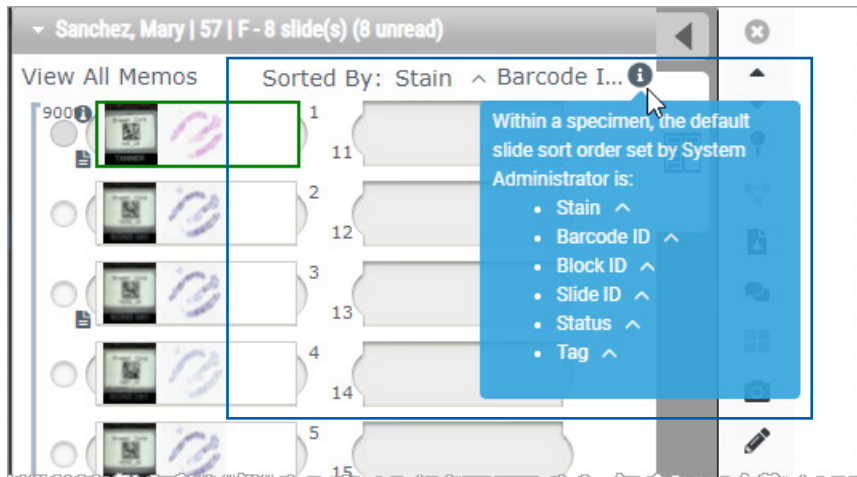 Sanchez, Mary | 57 | F - 8 slide(s) (8 unread)
View All Memos Sorted By: Stain ^ Barcode I...
1
11
TANNER
2
12
3
13
4
14
5
15
Within a specimen, the default
slide sort order set by System
Administrator is:
• Stain ^
• Barcode ID ^
• Block ID ^
• Slide ID ^
• Status ^
• Tag ^